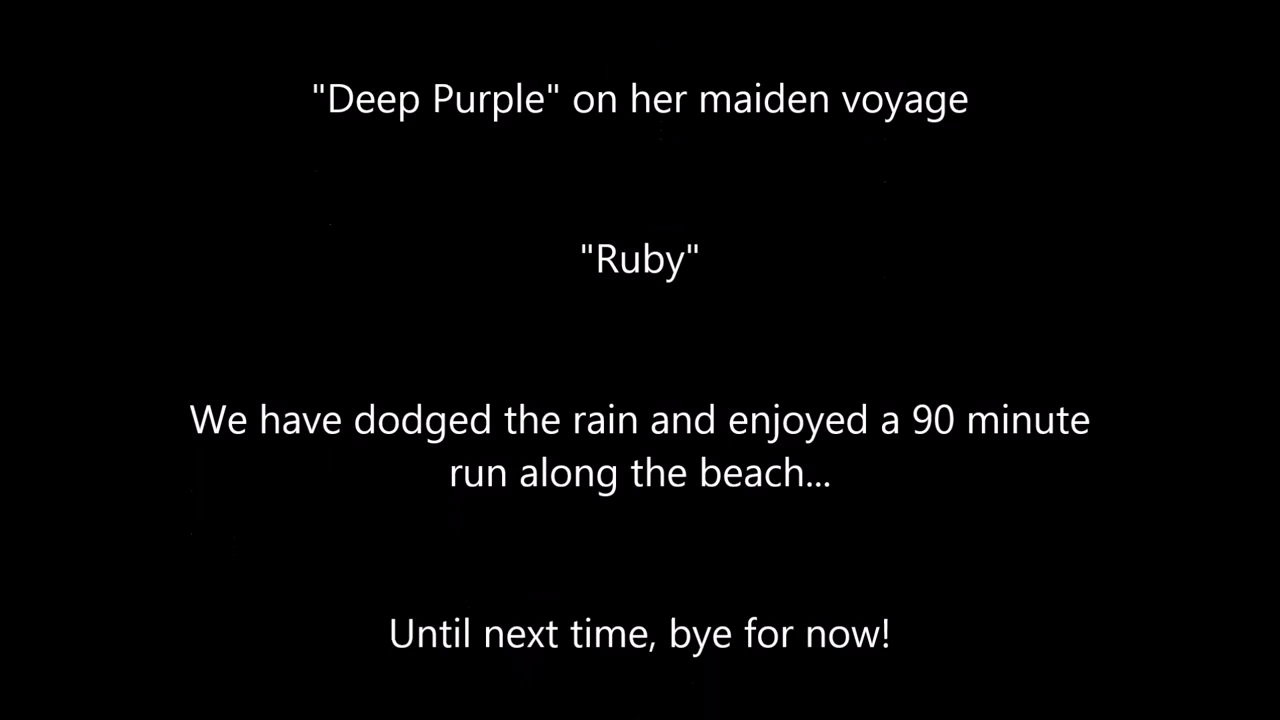 "Deep Purple" on her maiden voyage
"Ruby"
We have dodged the rain and enjoyed a 90 minute
run along the beach...
Until next time, bye for now!